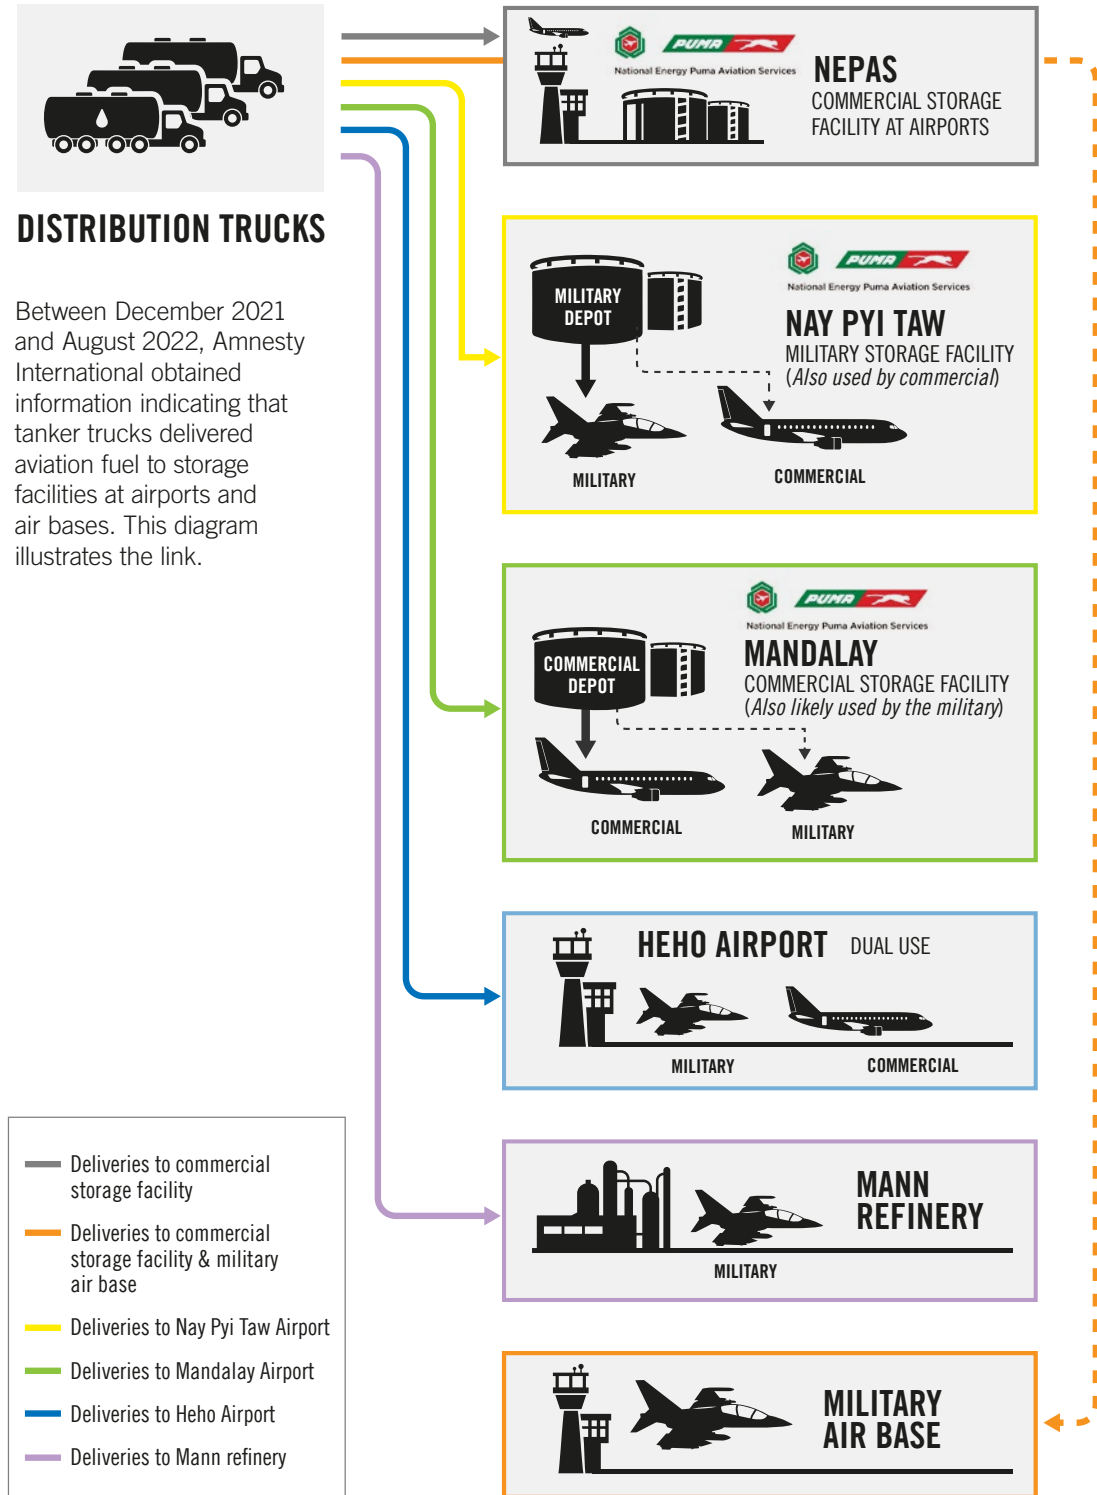 DISTRIBUTION TRUCKS
Between December 2021
and August 2022, Amnesty
International obtained
information indicating that
tanker trucks delivered
aviation fuel to storage
facilities at airports and
air bases. This diagram
illustrates the link.
PUMA
National Energy Puma Aviation Services
NEPAS
COMMERCIAL STORAGE
FACILITY AT AIRPORTS
MILITARY
DEPOT
PUMA
National Energy Puma Aviation Services
NAY PYI TAW
MILITARY STORAGE FACILITY
(Also used by commercial)
MILITARY
COMMERCIAL
COMMERCIAL
DEPOT
PUMA
National Energy Puma Aviation Services
MANDALAY
COMMERCIAL STORAGE FACILITY
(Also likely used by the military)
COMMERCIAL
MILITARY
HEHO AIRPORT DUAL USE
MILITARY
COMMERCIAL
MANN
REFINERY
MILITARY
MILITARY
AIR BASE
Deliveries to commercial
storage facility
Deliveries to commercial
storage facility & military
air base
Deliveries to Nay Pyi Taw Airport
Deliveries to Mandalay Airport
Deliveries to Heho Airport
Deliveries to Mann refinery